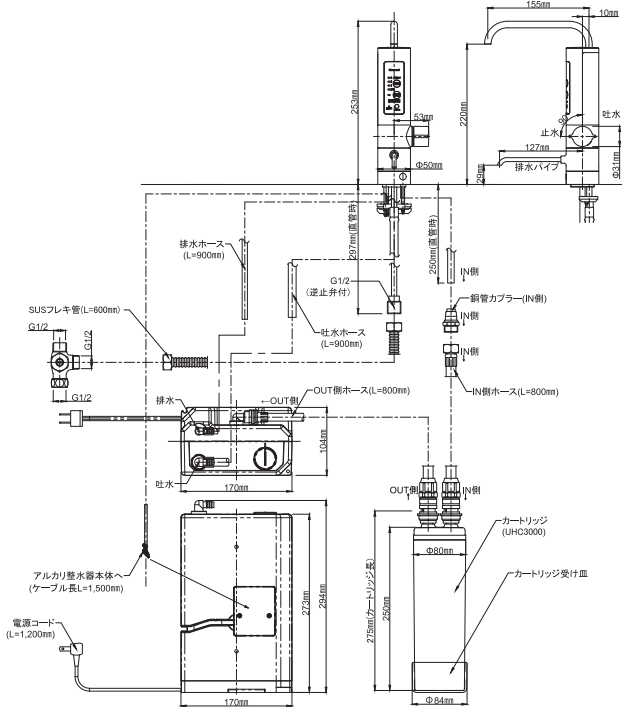 155mm
10mm
253mm
53mm
Φ50mm
220mm
90°
吐水
止水
127mm
排水パイプ
29mm
Φ31mm
排水ホース
(L=900mm)
297mm(直管時)
250mm(直管時)
IN側
G1/2
(逆止弁付)
銅管カプラー(IN側)
IN側
SUSフレキ管(L=600mm)
吐水ホース
(L=900mm)
G1/2
G1/2
G1/2
IN側
IN側ホース(L=800mm)
排水
←OUT側
OUT側ホース(L=800mm)
104mm
吐水
170mm
OUT側
IN側
カートリッジ
(UHC3000)
Φ80mm
カートリッジ受け皿
アルカリ整水器本体へ
(ケーブル長L=1,500mm)
273mm
294mm
275mm(カートリッジ長)
250mm
電源コード
(L=1,200mm)
170mm
Φ84mm